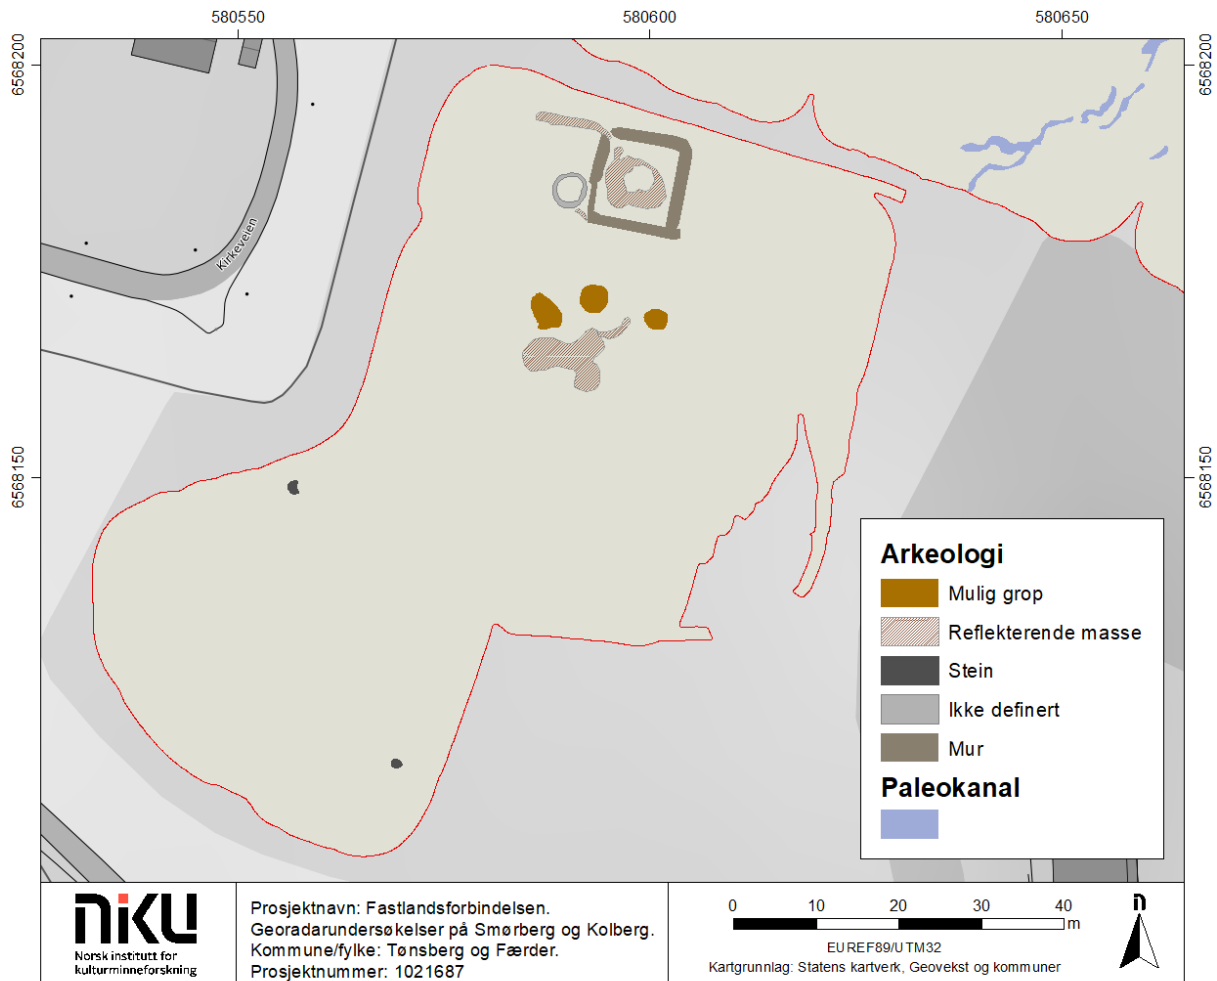 580550
580600
580650
6568200
6568200
Kirkeveien
6568150
6568150
Arkeologi
Mulig grop
Reflekterende masse
Stein
Ikke definert
Mur
Paleokanal
NIKU
Norsk institutt for
kulturminneforskning
Prosjektnavn: Fastlandsforbindelsen.
Georadarundersøkelser på Smørberg og Kolberg.
Kommune/fylke: Tønsberg og Færder.
Prosjektnummer: 1021687
0 10 20 30 40
m
EUREF89/UTM32
Kartgrunnlag: Statens kartverk, Geovekst og kommuner
n